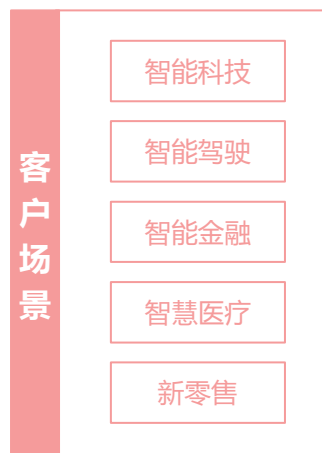 客户场景
智能科技
智能驾驶
智能金融
智慧医疗
新零售